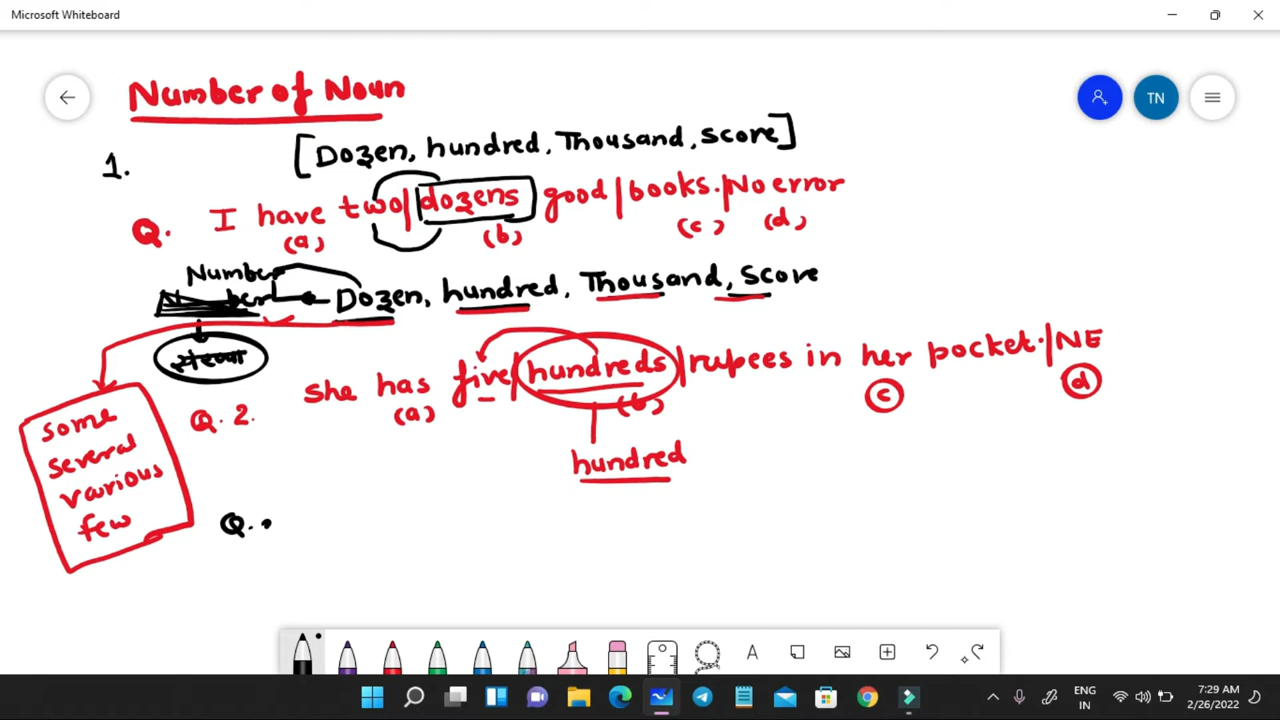 Microsoft Whiteboard
Number of Noun
TN
1.
[Dozen, hundred, Thousand, score]
Q. I have two| dozens good |books. |No error
(a) (b) (c) (d)
Number
Dozen, hundred, Thousand, score
She has five| hundreds |rupees in her pocket. |NE
Q. 2. (a) (b) (c) (d)
some
several
various
few
hundred
Q.
A
ENG
IN
7:29 AM
2/26/2022